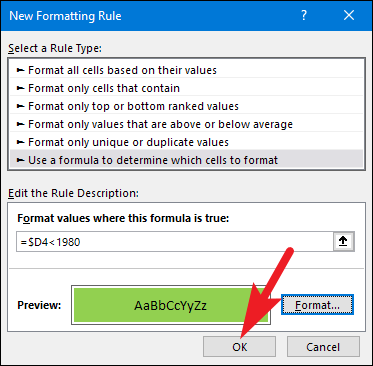 New Formatting Rule ? ×
Select a Rule Type:
► Format all cells based on their values
► Format only cells that contain
► Format only top or bottom ranked values
► Format only values that are above or below average
► Format only unique or duplicate values
► Use a formula to determine which cells to format
Edit the Rule Description:
Format values where this formula is true:
=$D4<1980
Preview: AaBbCcYyZz Format...
OK Cancel